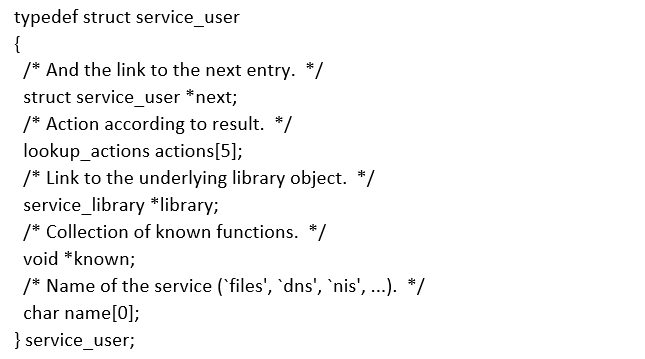 typedef struct service_user
{
/* And the link to the next entry.  */
struct service_user *next;
/* Action according to result.  */
lookup_actions actions[5];
/* Link to the underlying library object.  */
service_library *library;
/* Collection of known functions.  */
void *known;
/* Name of the service (`files', `dns', `nis', ...).  */
char name[0];
} service_user;